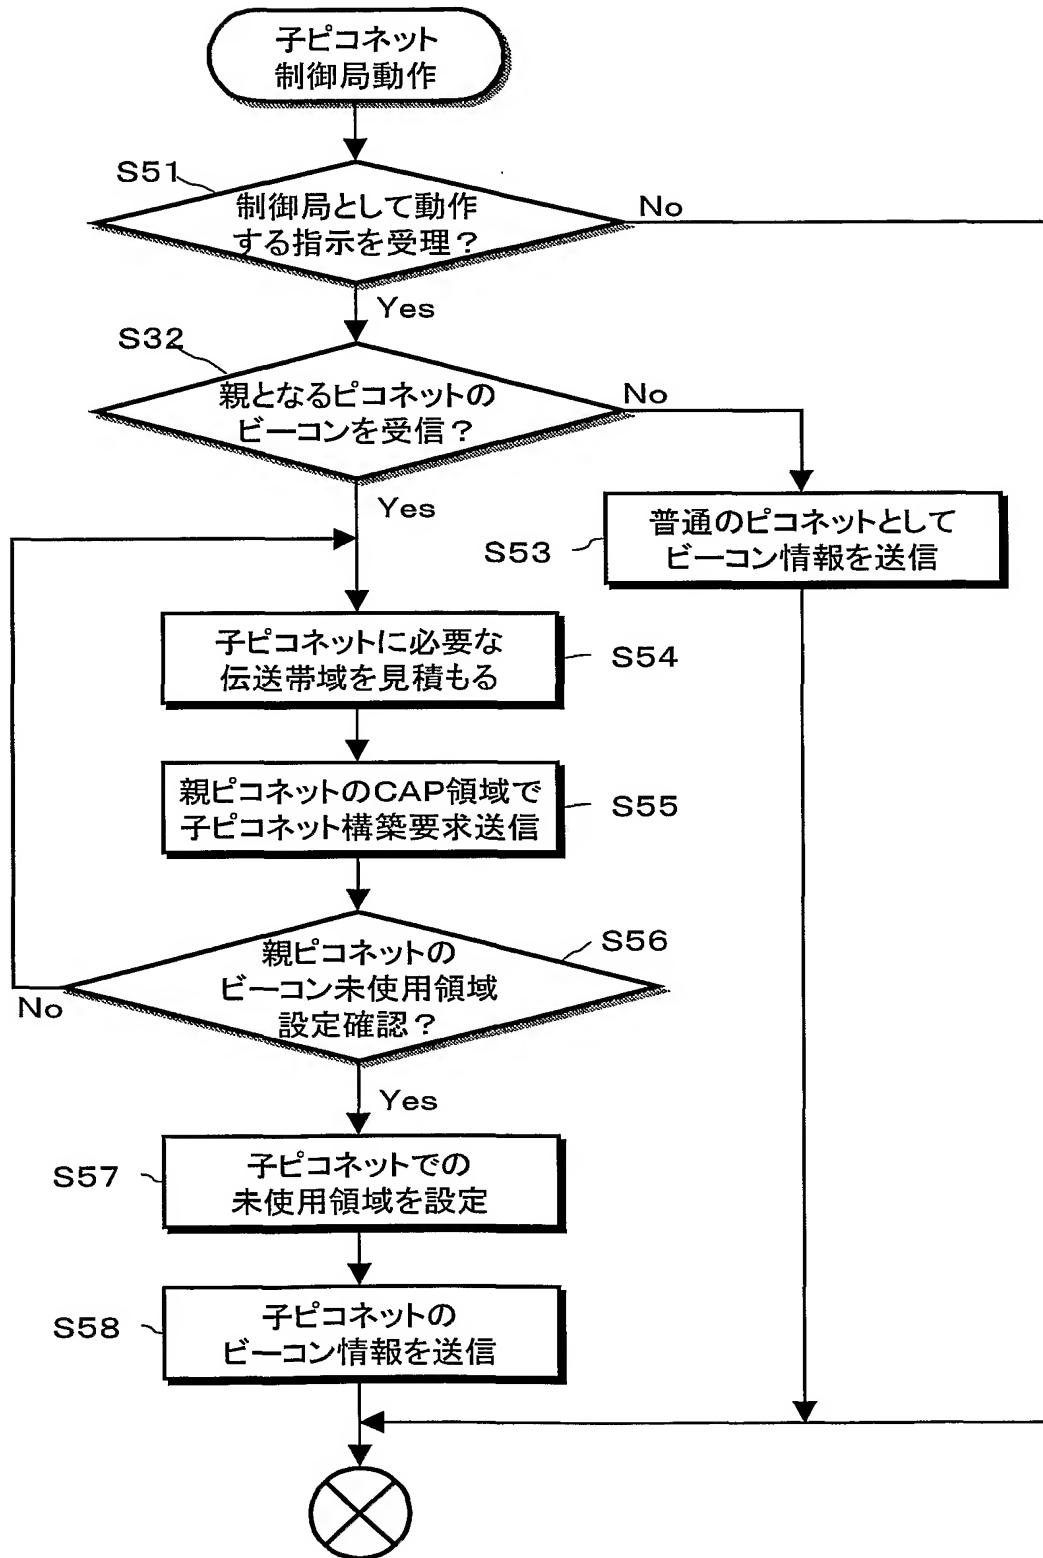 子ピコネット
制御局動作
S51
制御局として動作
する指示を受理？
No
Yes
S32
親となるピコネットの
ビーコンを受信？
No
Yes
S53
普通のピコネットとして
ビーコン情報を送信
子ピコネットに必要な
伝送帯域を見積もる
S54
親ピコネットのCAP領域で
子ピコネット構築要求送信
S55
S56
親ピコネットの
ビーコン未使用領域
設定確認？
No
Yes
S57
子ピコネットでの
未使用領域を設定
S58
子ピコネットの
ビーコン情報を送信